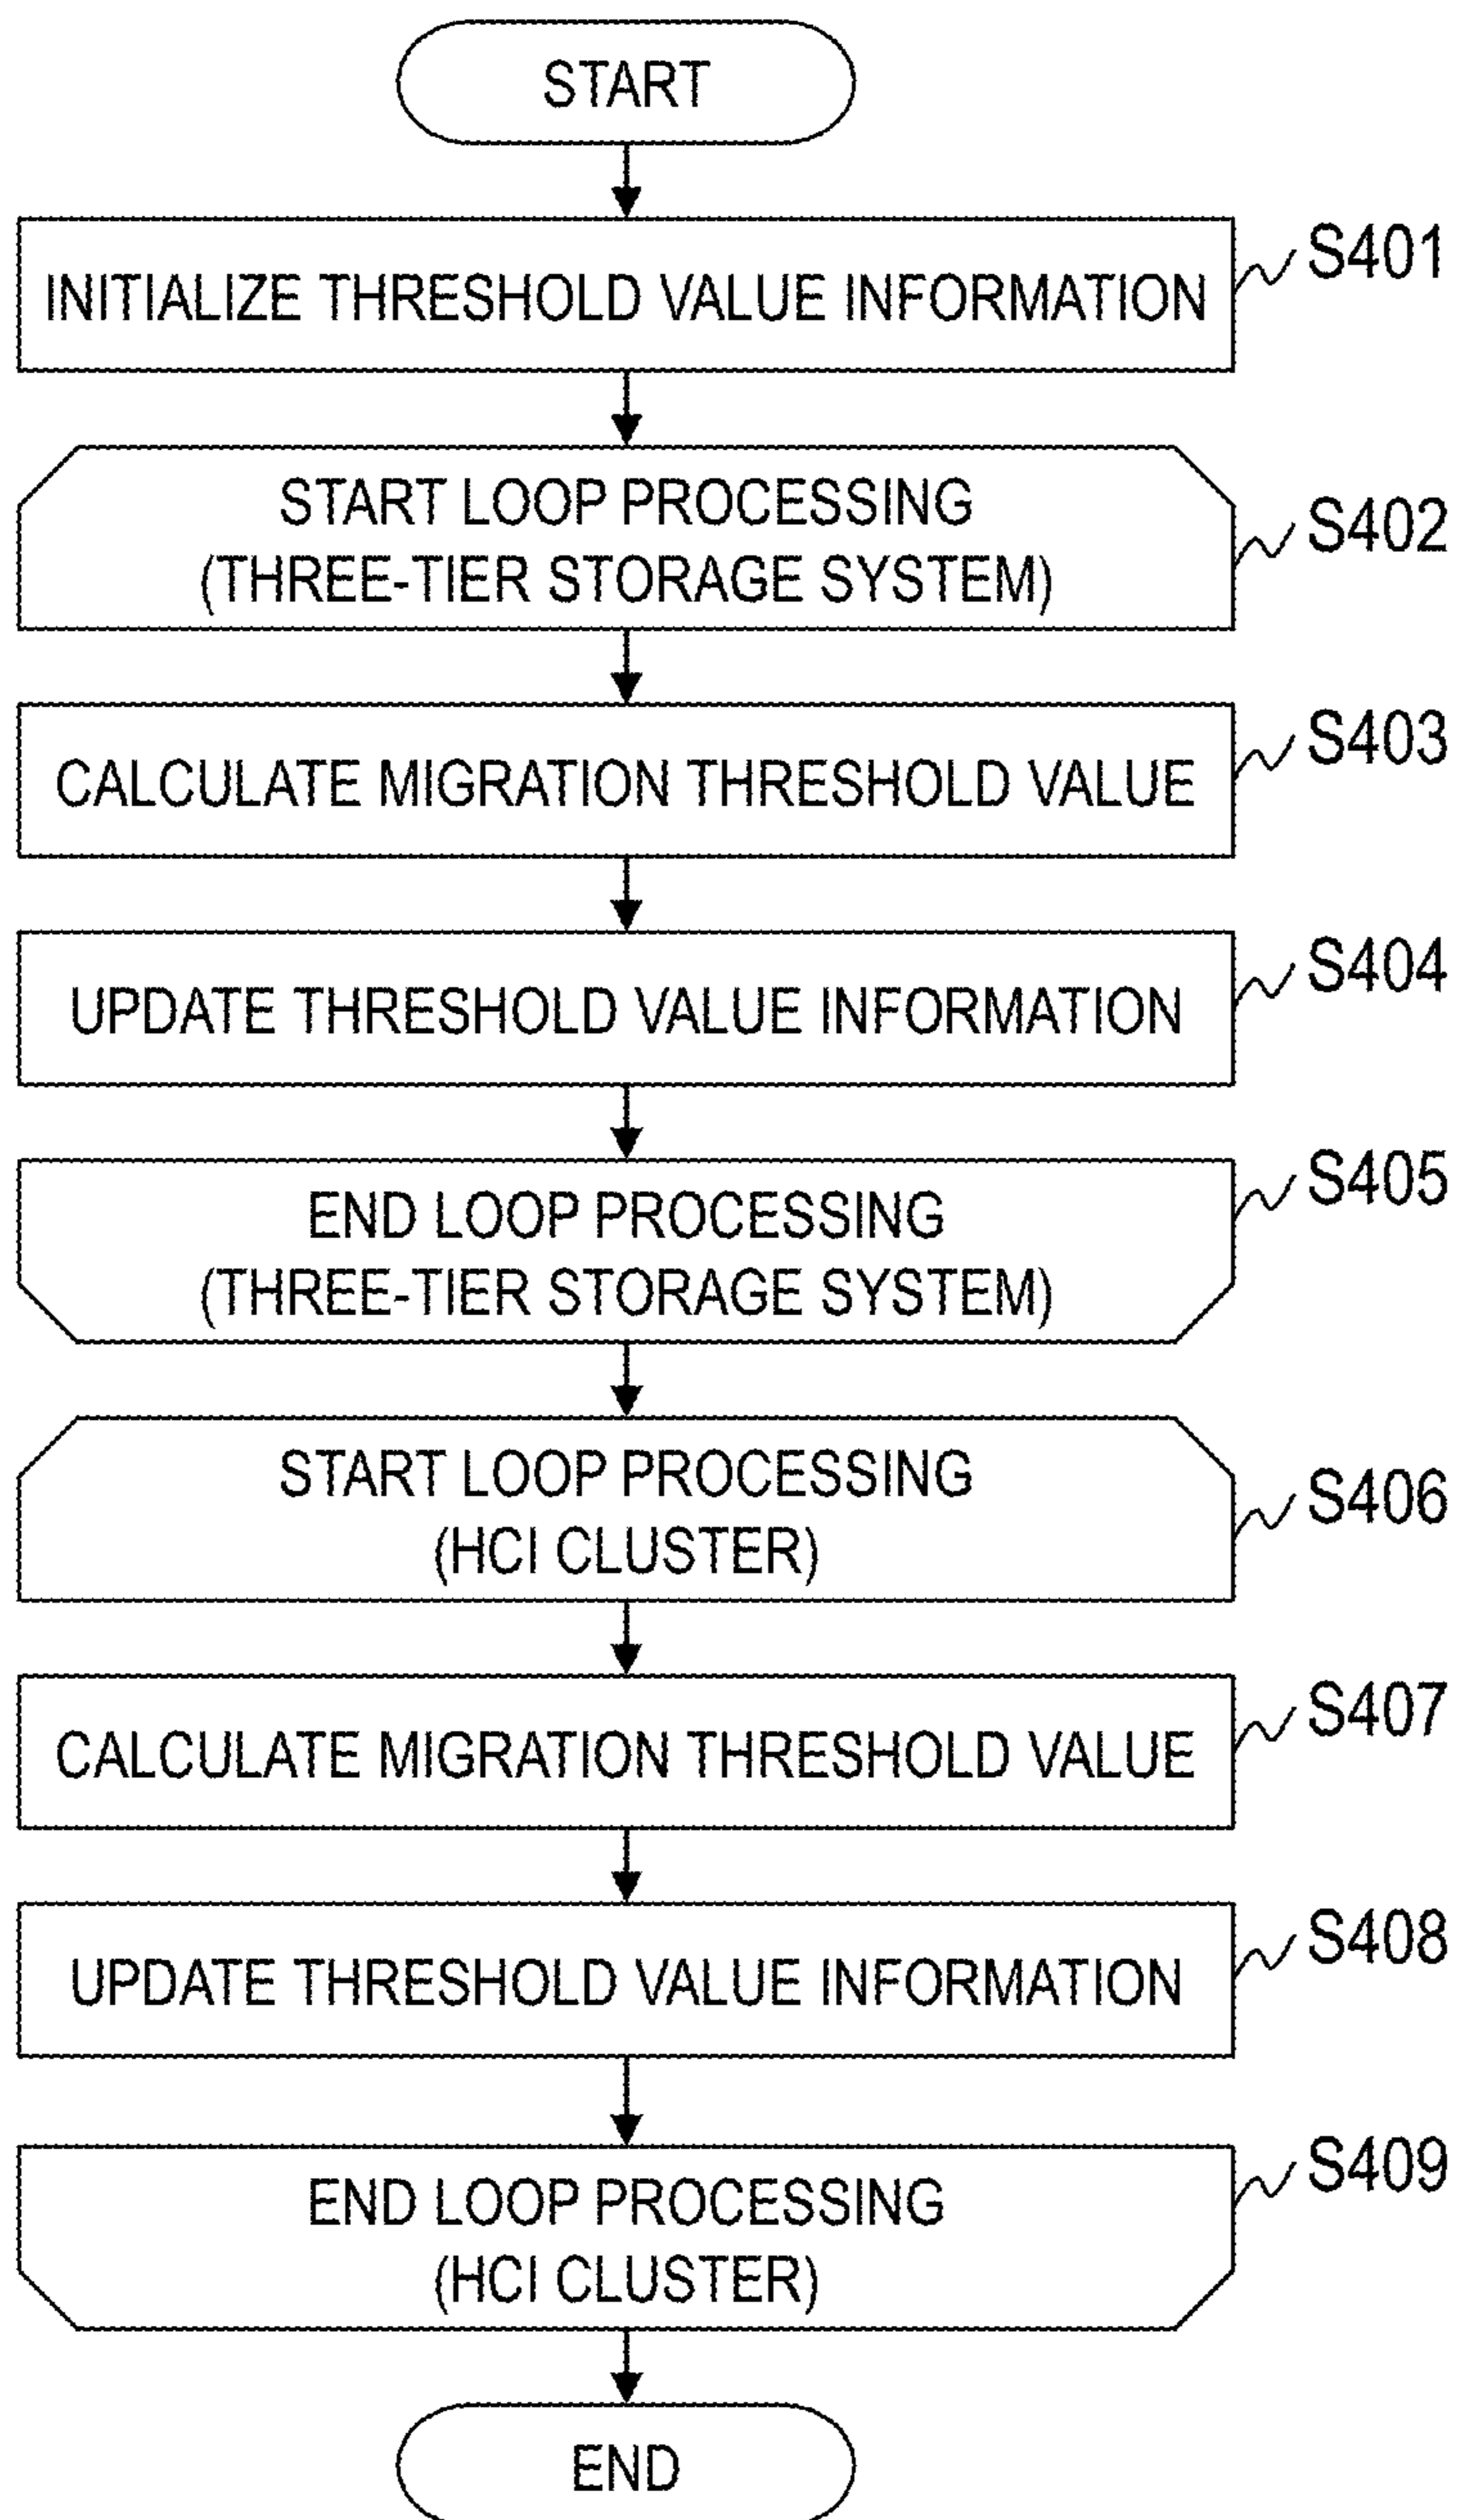 START
INITIALIZE THRESHOLD VALUE INFORMATION
S401
START LOOP PROCESSING
(THREE-TIER STORAGE SYSTEM)
S402
CALCULATE MIGRATION THRESHOLD VALUE
S403
UPDATE THRESHOLD VALUE INFORMATION
S404
END LOOP PROCESSING
(THREE-TIER STORAGE SYSTEM)
S405
START LOOP PROCESSING
(HCI CLUSTER)
S406
CALCULATE MIGRATION THRESHOLD VALUE
S407
UPDATE THRESHOLD VALUE INFORMATION
S408
END LOOP PROCESSING
(HCI CLUSTER)
S409
END